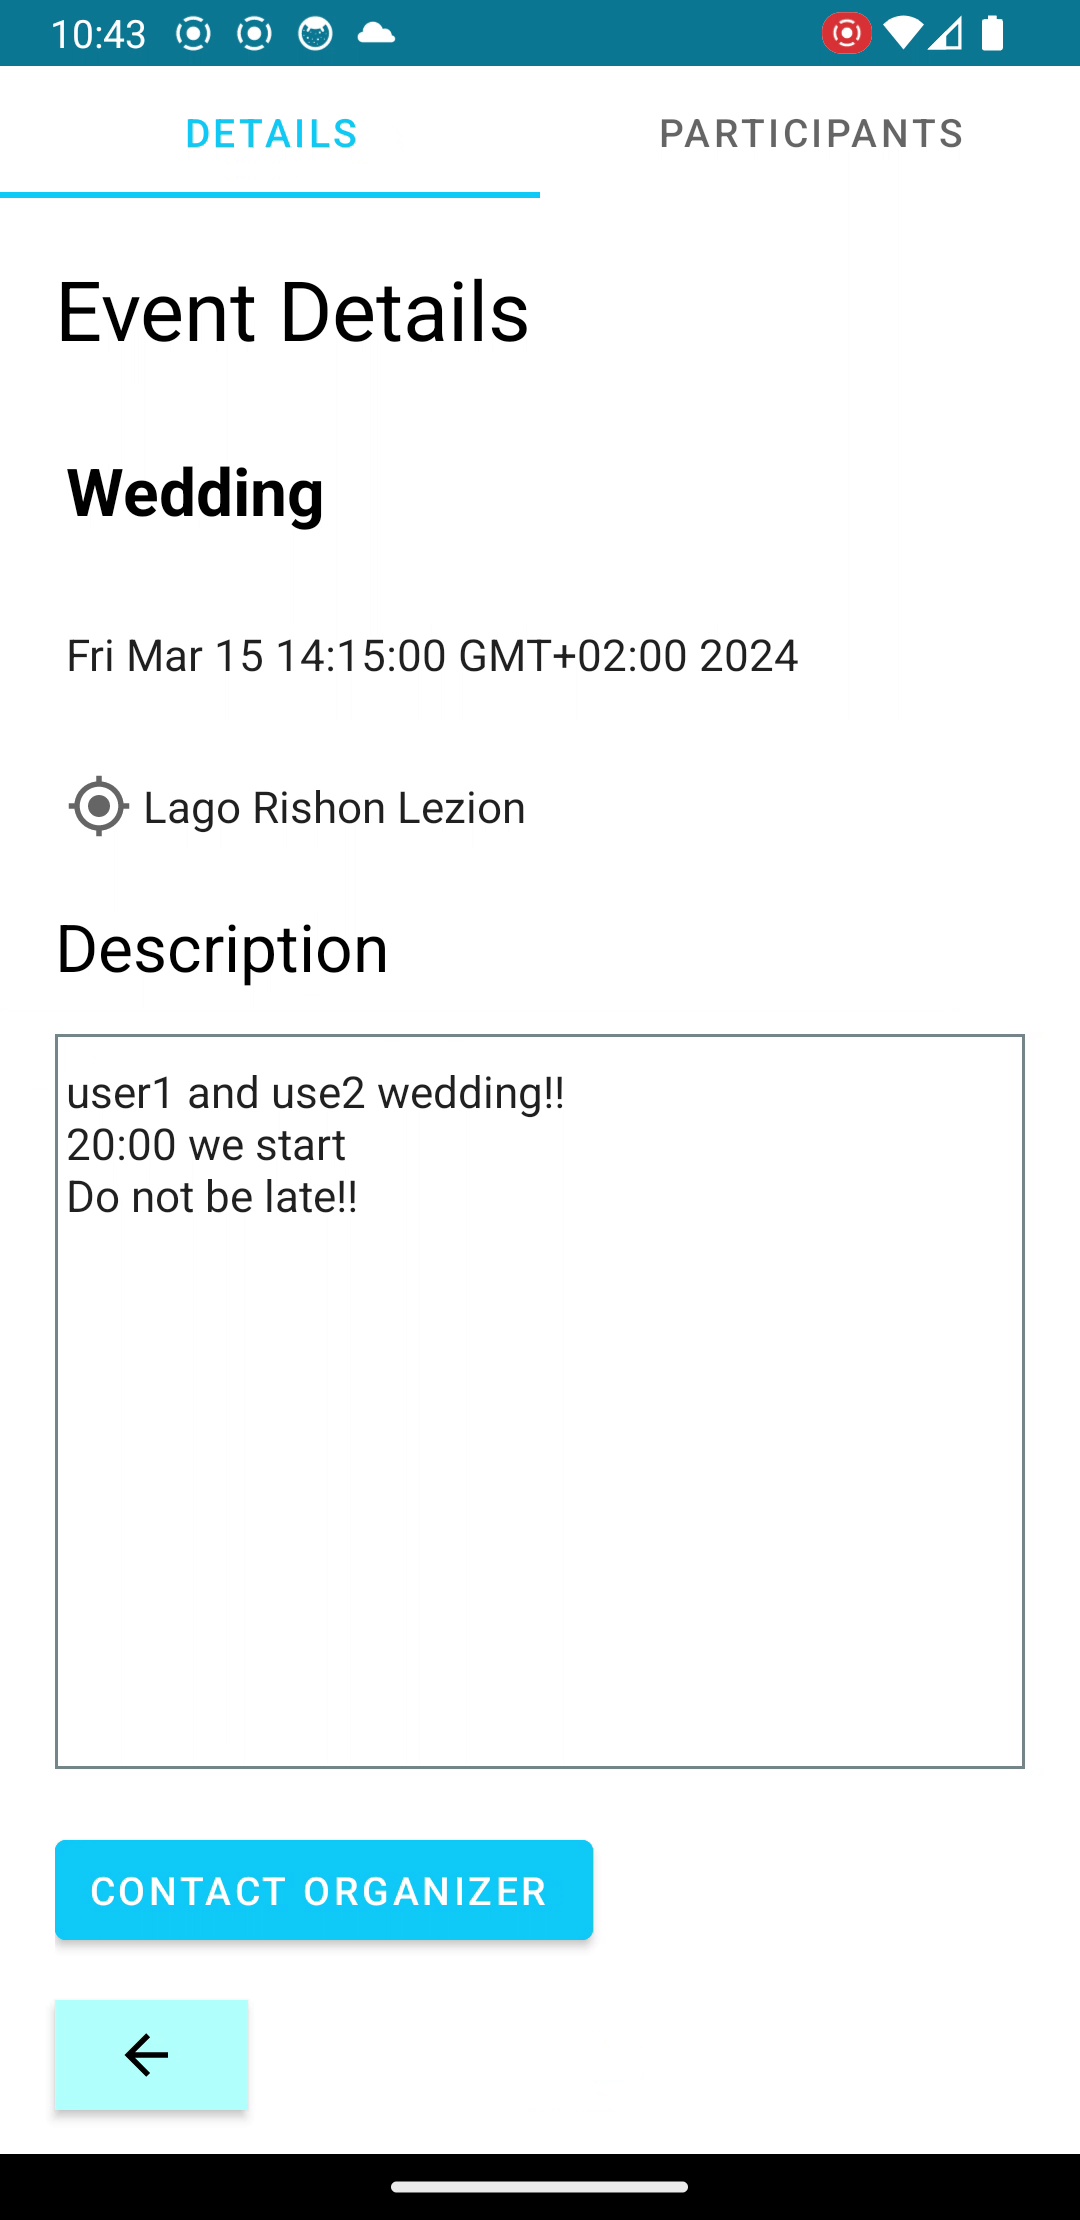 10:43
DETAILS PARTICIPANTS
Event Details
Wedding
Fri Mar 15 14:15:00 GMT+02:00 2024
Lago Rishon Lezion
Description
user1 and use2 wedding!!
20:00 we start
Do not be late!!
CONTACT ORGANIZER